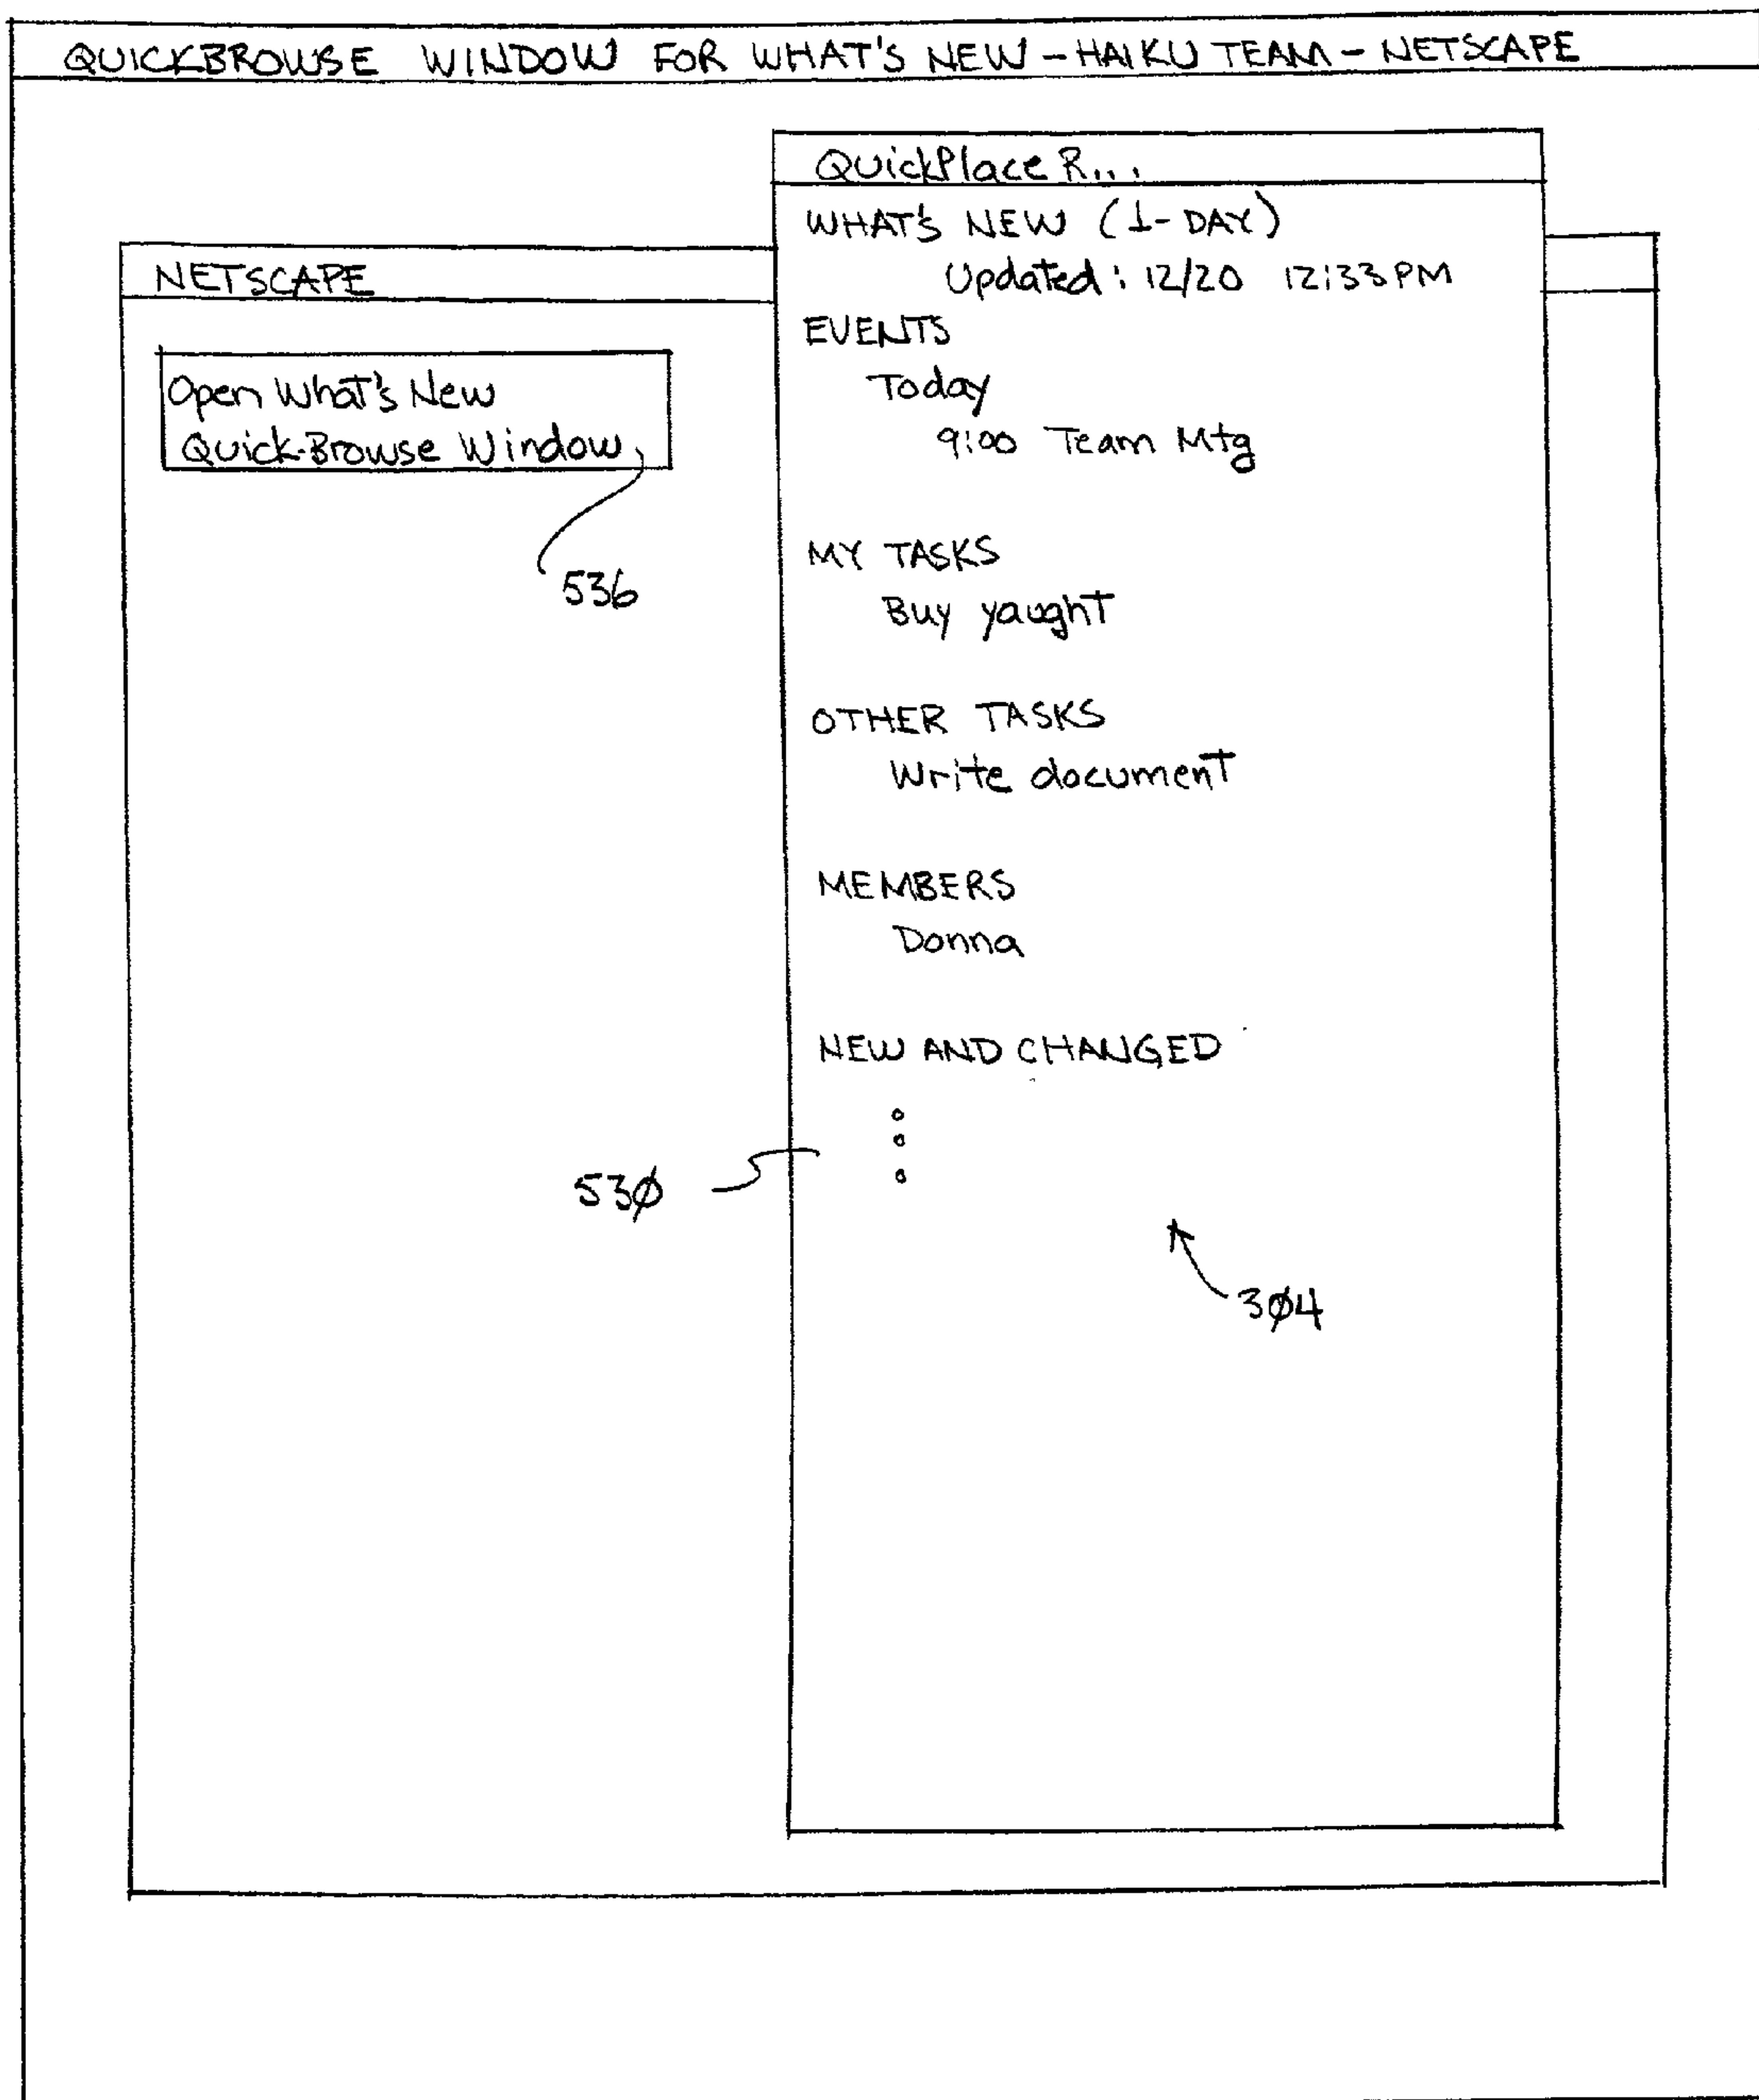 QUICKBROWSE WINDOW FOR WHAT'S NEW - HAIKU TEAM - NETSCAPE
QuickPlace R...
WHAT'S NEW (1-DAY)
Updated: 12/20 12:33 PM
NETSCAPE
Open What's New
Quick-Browse Window
536
EVENTS
Today
9:00 Team Mtg
MY TASKS
Buy yaught
OTHER TASKS
Write document
MEMBERS
Donna
NEW AND CHANGED
530
304